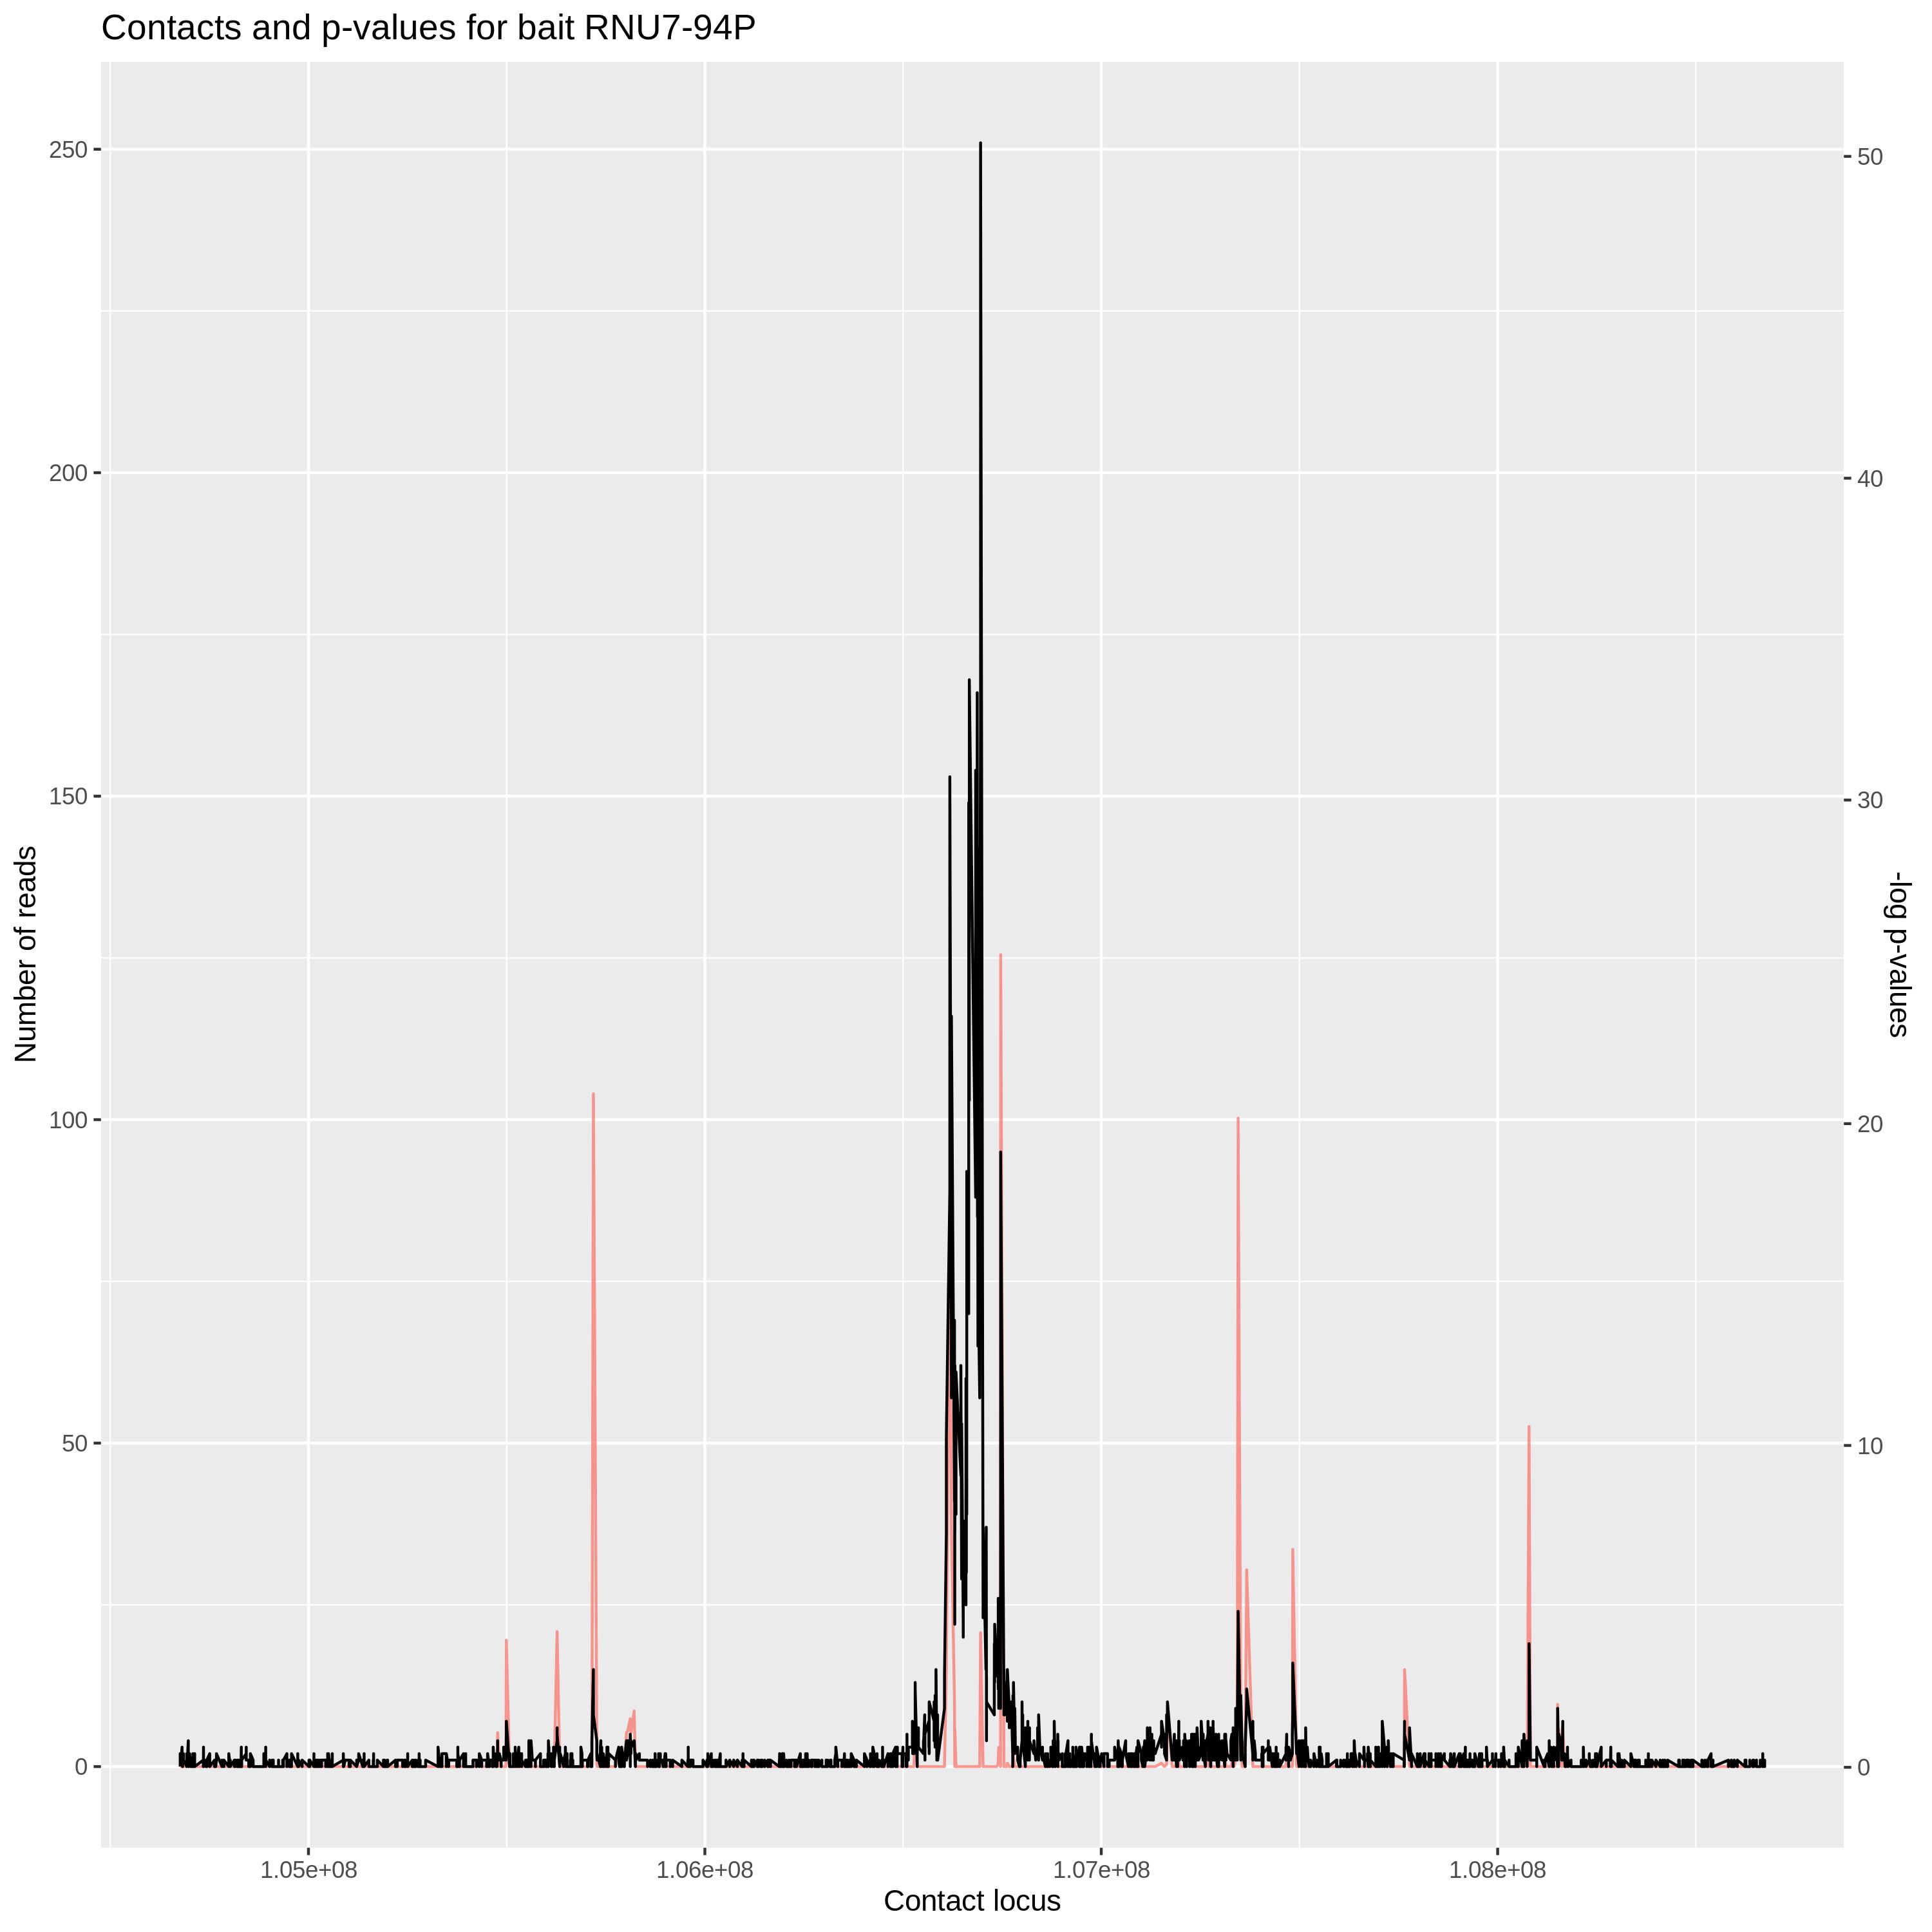 Contacts and p-values for bait RNU7-94P
250
200
150
100
50
0
50
40
30
20
10
0
Number of reads
-log p-values
1.05e+08
1.06e+08
1.07e+08
1.08e+08
Contact locus